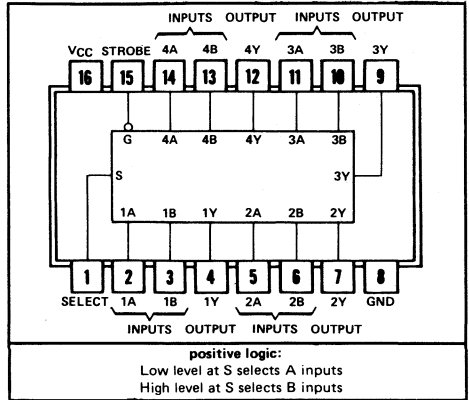 INPUTS OUTPUT INPUTS OUTPUT
VCC STROBE 4A 4B 4Y 3A 3B 3Y
16 15 14 13 12 11 10 9
G 4A 4B 4Y 3A 3B
S 3Y
1A 1B 1Y 2A 2B 2Y
1 2 3 4 5 6 7 8
SELECT 1A 1B 1Y 2A 2B 2Y GND
INPUTS OUTPUT INPUTS OUTPUT
positive logic:
Low level at S selects A inputs
High level at S selects B inputs